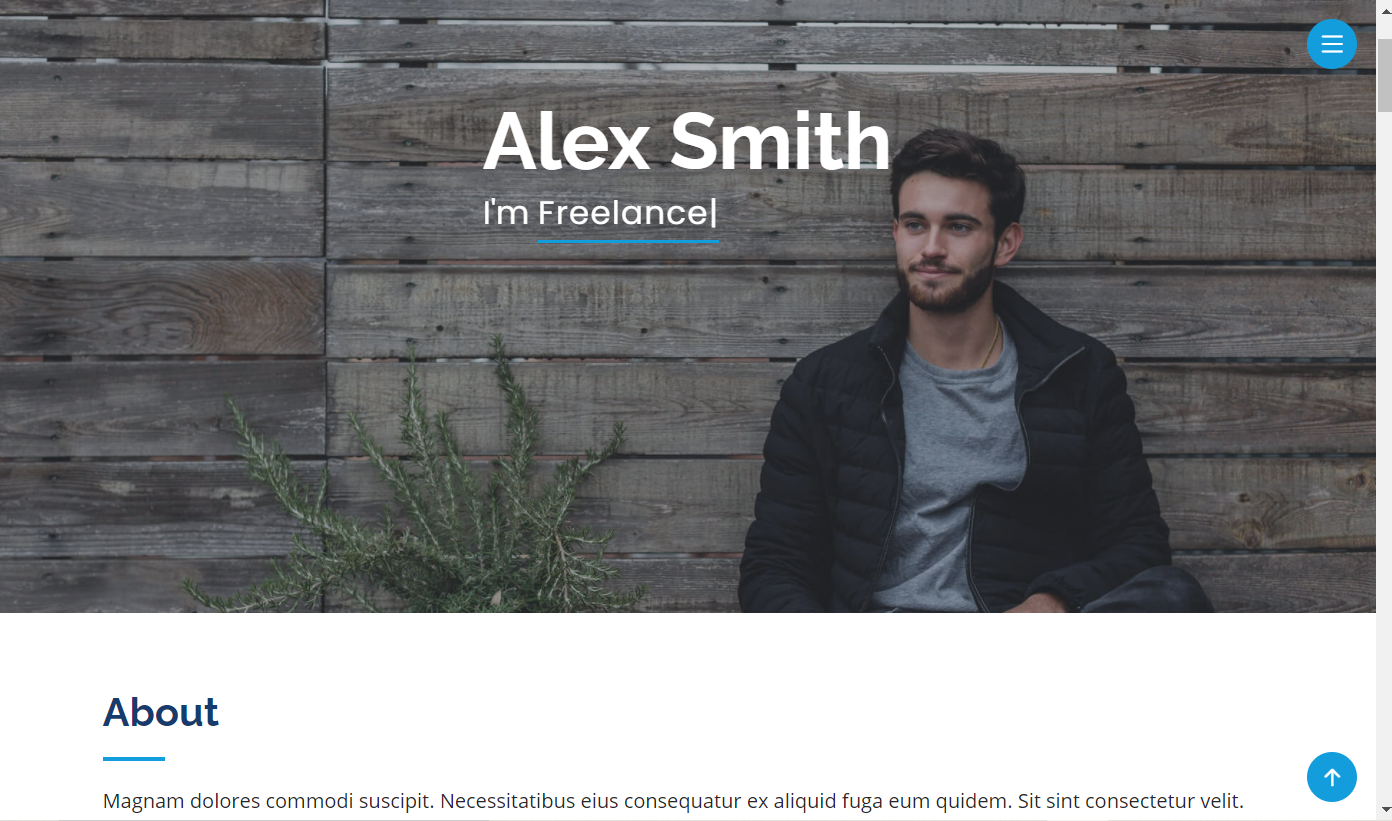 Alex Smith
I'm Freelance|
About
Magnam dolores commodi suscipit. Necessitatibus eius consequatur ex aliquid fuga eum quidem. Sit sint consectetur velit.